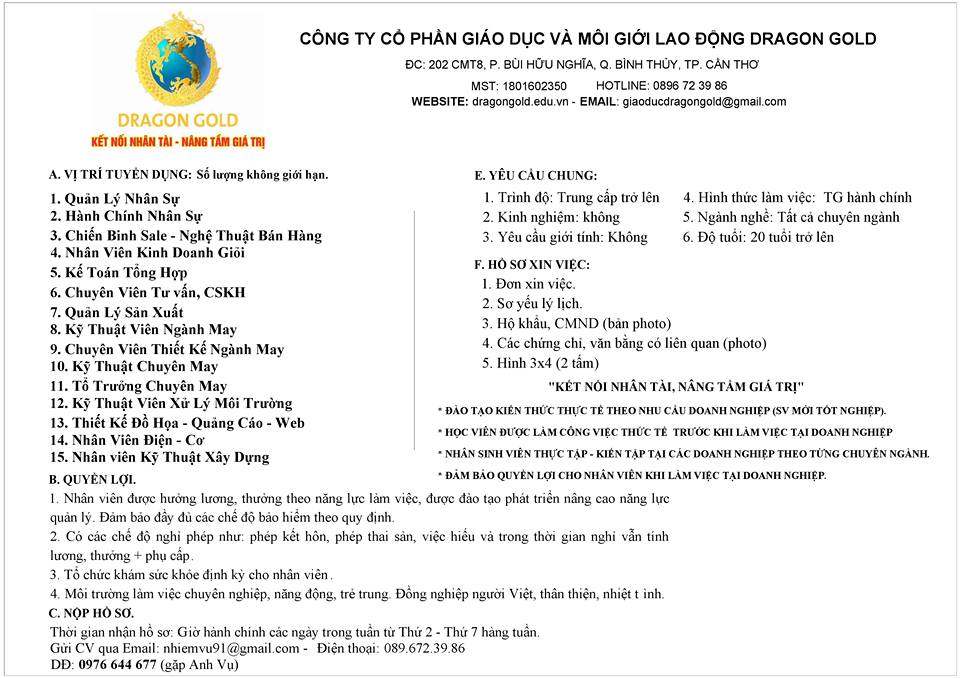 DRAGON GOLD
KẾT NỐI NHÂN TÀI - NÂNG TẦM GIÁ TRỊ
CÔNG TY CỔ PHẦN GIÁO DỤC VÀ MÔI GIỚI LAO ĐỘNG DRAGON GOLD
ĐC: 202 CMT8, P. BÙI HỮU NGHĨA, Q. BÌNH THỦY, TP. CẦN THƠ
MST: 1801602350 HOTLINE: 0896 72 39 86
WEBSITE: dragongold.edu.vn - EMAIL: giaoducdragongold@gmail.com
A. VỊ TRÍ TUYỂN DỤNG: Số lượng không giới hạn.
1. Quản Lý Nhân Sự
2. Hành Chính Nhân Sự
3. Chiến Binh Sale - Nghệ Thuật Bán Hàng
4. Nhân Viên Kinh Doanh Giỏi
5. Kế Toán Tổng Hợp
6. Chuyên Viên Tư vấn, CSKH
7. Quản Lý Sản Xuất
8. Kỹ Thuật Viên Ngành May
9. Chuyên Viên Thiết Kế Ngành May
10. Kỹ Thuật Chuyên May
11. Tổ Trưởng Chuyên May
12. Kỹ Thuật Viên Xử Lý Môi Trường
13. Thiết Kế Đồ Họa - Quảng Cáo - Web
14. Nhân Viên Điện - Cơ
15. Nhân viên Kỹ Thuật Xây Dựng
E. YÊU CẦU CHUNG:
1. Trình độ: Trung cấp trở lên
2. Kinh nghiệm: không
3. Yêu cầu giới tính: Không
4. Hình thức làm việc: TG hành chính
5. Ngành nghề: Tất cả chuyên ngành
6. Độ tuổi: 20 tuổi trở lên
F. HỒ SƠ XIN VIỆC:
1. Đơn xin việc.
2. Sơ yếu lý lịch.
3. Hộ khẩu, CMND (bản photo)
4. Các chứng chỉ, văn bằng có liên quan (photo)
5. Hình 3x4 (2 tấm)
"KẾT NỐI NHÂN TÀI, NÂNG TẦM GIÁ TRỊ"
* ĐÀO TẠO KIẾN THỨC THỰC TẾ THEO NHU CẦU DOANH NGHIỆP (SV MỚI TỐT NGHIỆP).
* HỌC VIÊN ĐƯỢC LÀM CÔNG VIỆC THỨC TẾ TRƯỚC KHI LÀM VIỆC TẠI DOANH NGHIỆP
* NHẬN SINH VIÊN THỰC TẬP - KIẾN TẬP TẠI CÁC DOANH NGHIỆP THEO TỪNG CHUYÊN NGÀNH.
* ĐẢM BẢO QUYỀN LỢI CHO NHÂN VIÊN KHI LÀM VIỆC TẠI DOANH NGHIỆP.
B. QUYỀN LỢI.
1. Nhân viên được hưởng lương, thưởng theo năng lực làm việc, được đào tạo phát triển nâng cao năng lực
quản lý. Đảm bảo đầy đủ các chế độ bảo hiểm theo quy định.
2. Có các chế độ nghỉ phép như: phép kết hôn, phép thai sản, việc hiếu và trong thời gian nghỉ vẫn tính
lương, thưởng + phụ cấp.
3. Tổ chức khám sức khỏe định kỳ cho nhân viên.
4. Môi trường làm việc chuyên nghiệp, năng động, trẻ trung. Đồng nghiệp người Việt, thân thiện, nhiệt tình.
C. NỘP HỒ SƠ.
Thời gian nhận hồ sơ: Giờ hành chính các ngày trong tuần từ Thứ 2 - Thứ 7 hàng tuần.
Gửi CV qua Email: nhiemvu91@gmail.com - Điện thoại: 089.672.39.86
DĐ: 0976 644 677 (gặp Anh Vụ)